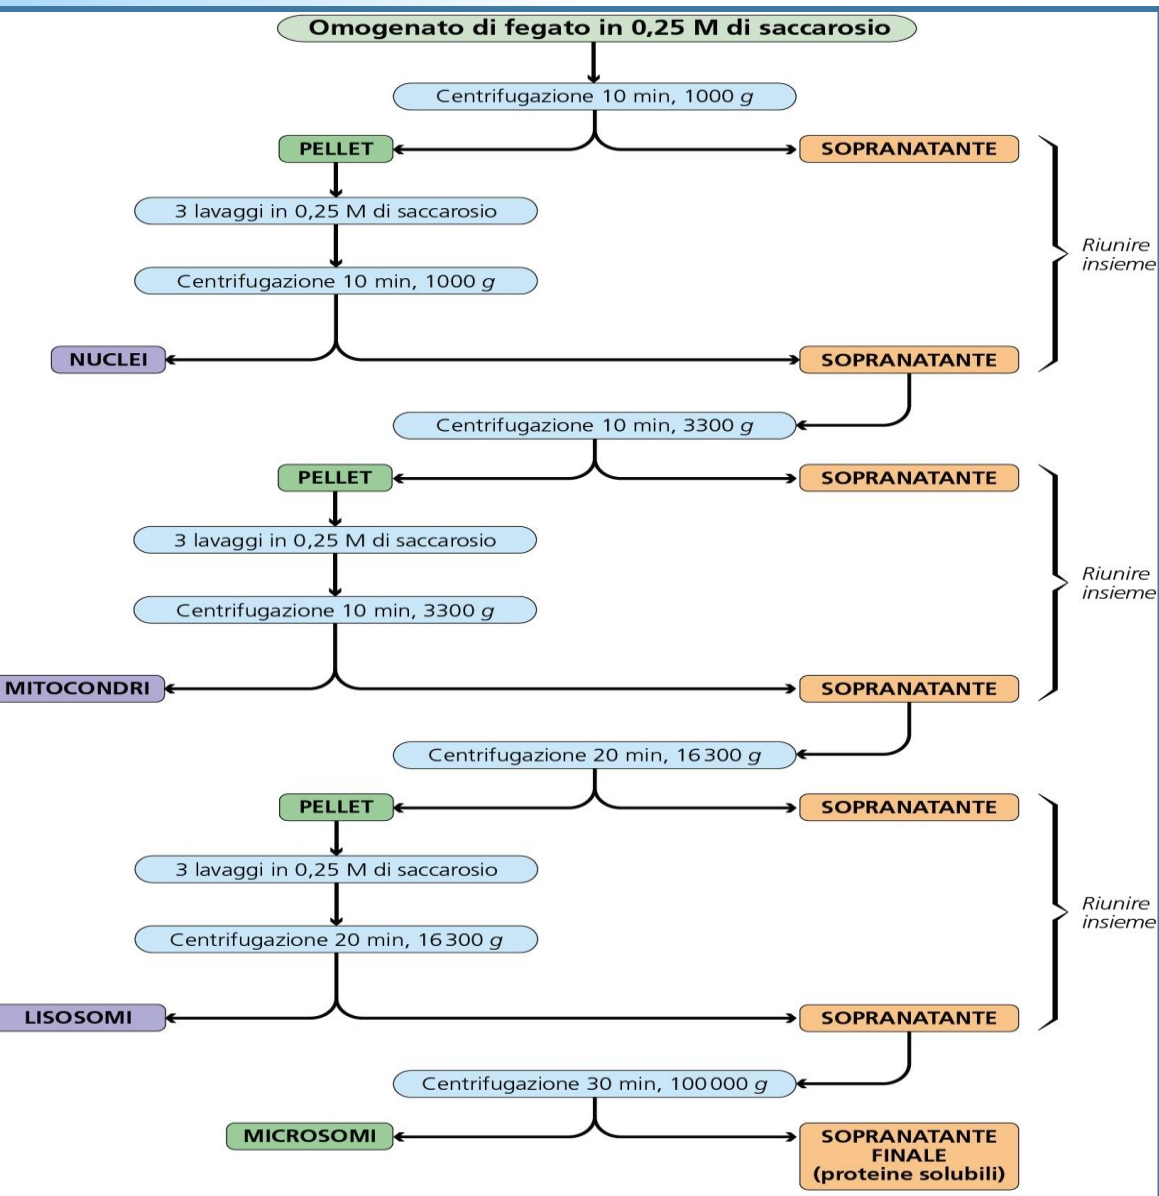 Omogenato di fegato in 0,25 M di saccarosio
Centrifugazione 10 min, 1000 g
PELLET
SOPRANATANTE
3 lavaggi in 0,25 M di saccarosio
Riunire
insieme
Centrifugazione 10 min, 1000 g
NUCLEI
SOPRANATANTE
Centrifugazione 10 min, 3300 g
PELLET
SOPRANATANTE
3 lavaggi in 0,25 M di saccarosio
Riunire
insieme
Centrifugazione 10 min, 3300 g
MITOCONDRI
SOPRANATANTE
Centrifugazione 20 min, 16 300 g
PELLET
SOPRANATANTE
3 lavaggi in 0,25 M di saccarosio
Riunire
insieme
Centrifugazione 20 min, 16 300 g
LISOSOMI
SOPRANATANTE
Centrifugazione 30 min, 100 000 g
MICROSOMI
SOPRANATANTE
FINALE
(proteine solubili)